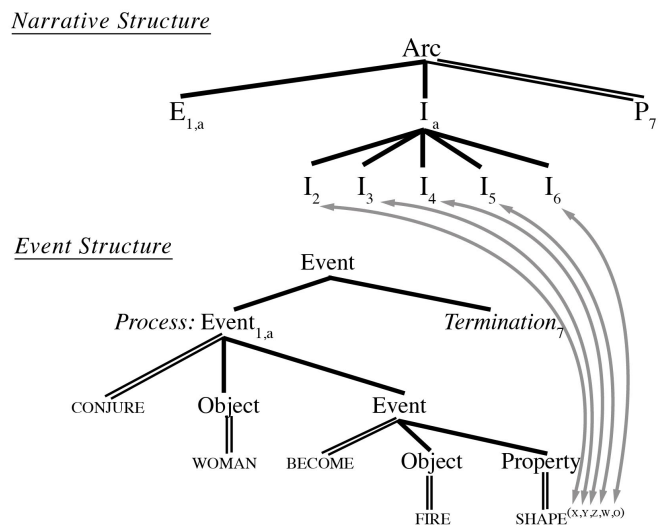 Narrative Structure
Arc
E1,a Ia P7
I2 I3 I4 I5 I6
Event Structure
Event
Process: Event1,a Termination7
CONJURE Object Event
WOMAN BECOME Object Property
FIRE SHAPE(X,Y,Z,W,O)